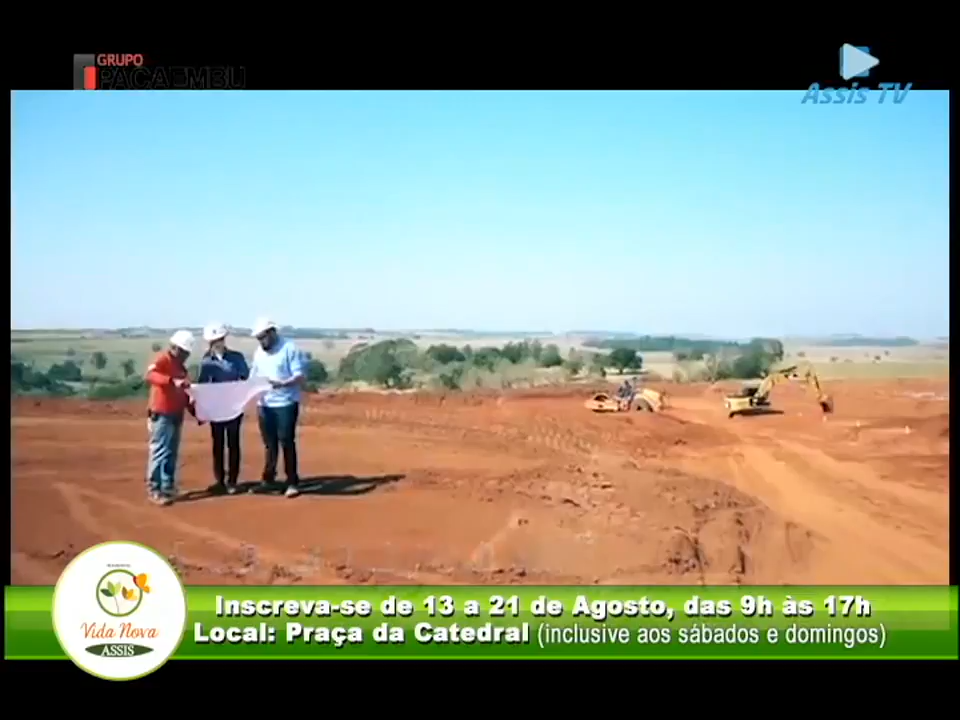 GRUPO
PACAEMBU
Assis TV
Inscreva-se de 13 a 21 de Agosto, das 9h às 17h
Local: Praça da Catedral (inclusive aos sábados e domingos)
Vida Nova
ASSIS